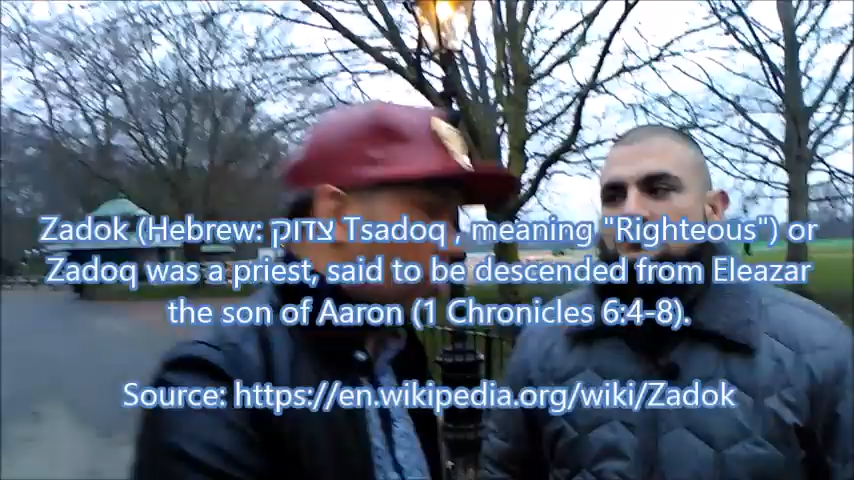 Zadok (Hebrew: צדוק Tsadoq , meaning "Righteous") or
Zadoq was a priest, said to be descended from Eleazar
the son of Aaron (1 Chronicles 6:4-8).
Source: https://en.wikipedia.org/wiki/Zadok